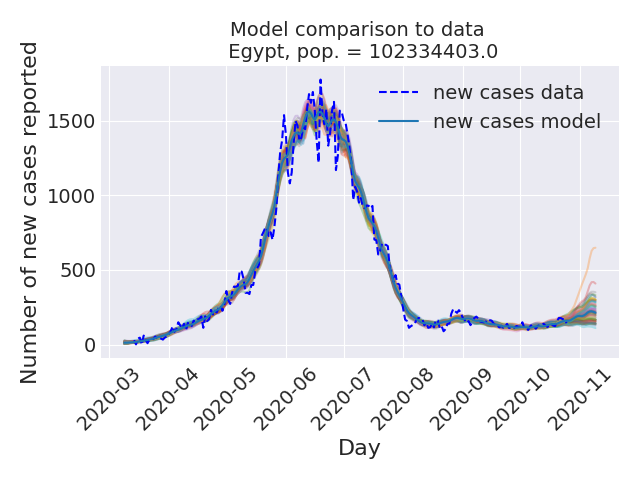 Model comparison to data
Egypt, pop. = 102334403.0
new cases data
new cases model
Number of new cases reported
1500
1000
500
0
2020-03
2020-04
2020-05
2020-06
2020-07
2020-08
2020-09
2020-10
2020-11
Day